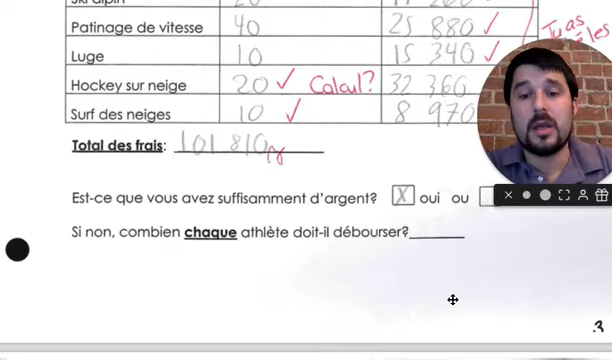 Patinage de vitesse 40 25 880 ✓
Luge 10 15 340 ✓
Hockey sur neige 20 ✓ Calcul? 32 360
Surf des neiges 10 ✓ 8 970
Total des frais: 101 810
Est-ce que vous avez suffisamment d'argent? X oui ou
Si non, combien chaque athlète doit-il débourser?
3